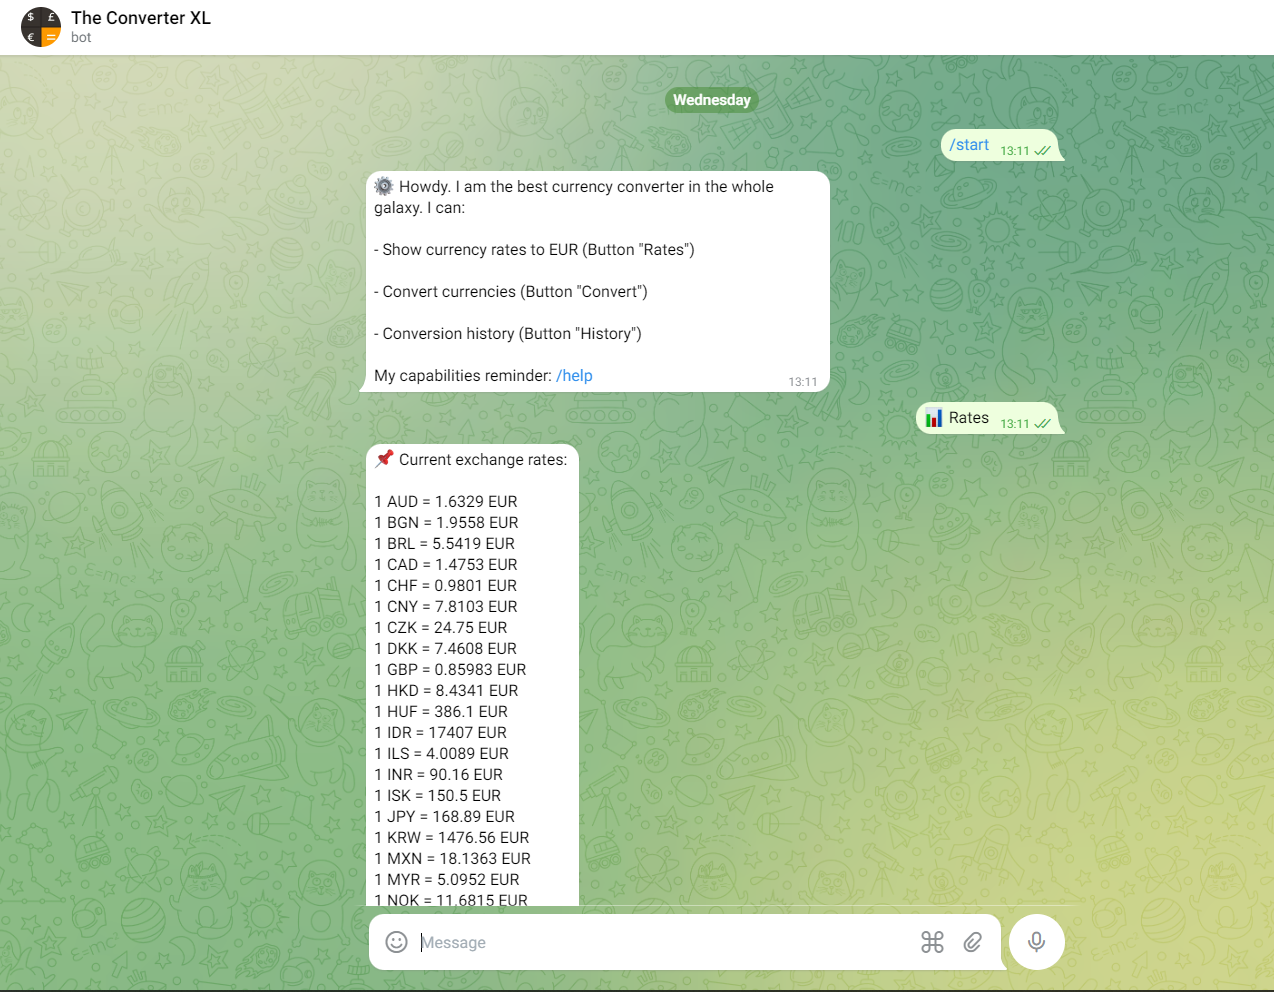 The Converter XL
bot
Wednesday
/start 13:11
Howdy. I am the best currency converter in the whole
galaxy. I can:
- Show currency rates to EUR (Button "Rates")
- Convert currencies (Button "Convert")
- Conversion history (Button "History")
My capabilities reminder: /help 13:11
Rates 13:11
Current exchange rates:
1 AUD = 1.6329 EUR
1 BGN = 1.9558 EUR
1 BRL = 5.5419 EUR
1 CAD = 1.4753 EUR
1 CHF = 0.9801 EUR
1 CNY = 7.8103 EUR
1 CZK = 24.75 EUR
1 DKK = 7.4608 EUR
1 GBP = 0.85983 EUR
1 HKD = 8.4341 EUR
1 HUF = 386.1 EUR
1 IDR = 17407 EUR
1 ILS = 4.0089 EUR
1 INR = 90.16 EUR
1 ISK = 150.5 EUR
1 JPY = 168.89 EUR
1 KRW = 1476.56 EUR
1 MXN = 18.1363 EUR
1 MYR = 5.0952 EUR
1 NOK = 11.6815 EUR
Message